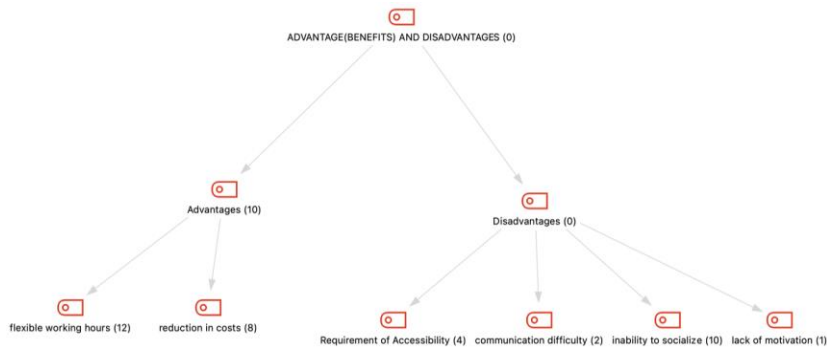 ADVANTAGE(BENEFITS) AND DISADVANTAGES (0)
Advantages (10)
Disadvantages (0)
flexible working hours (12)
reduction in costs (8)
Requirement of Accessibility (4)
communication difficulty (2)
inability to socialize (10)
lack of motivation (1)